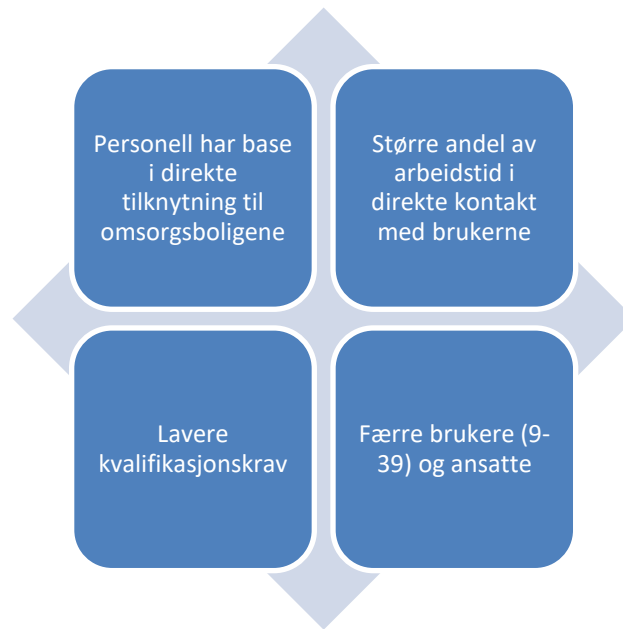 Personell har base
i direkte
tilknytning til
omsorgsboligene
Større andel av
arbeidstid i
direkte kontakt
med brukerne
Lavere
kvalifikasjonskrav
Færre brukere (9-
39) og ansatte